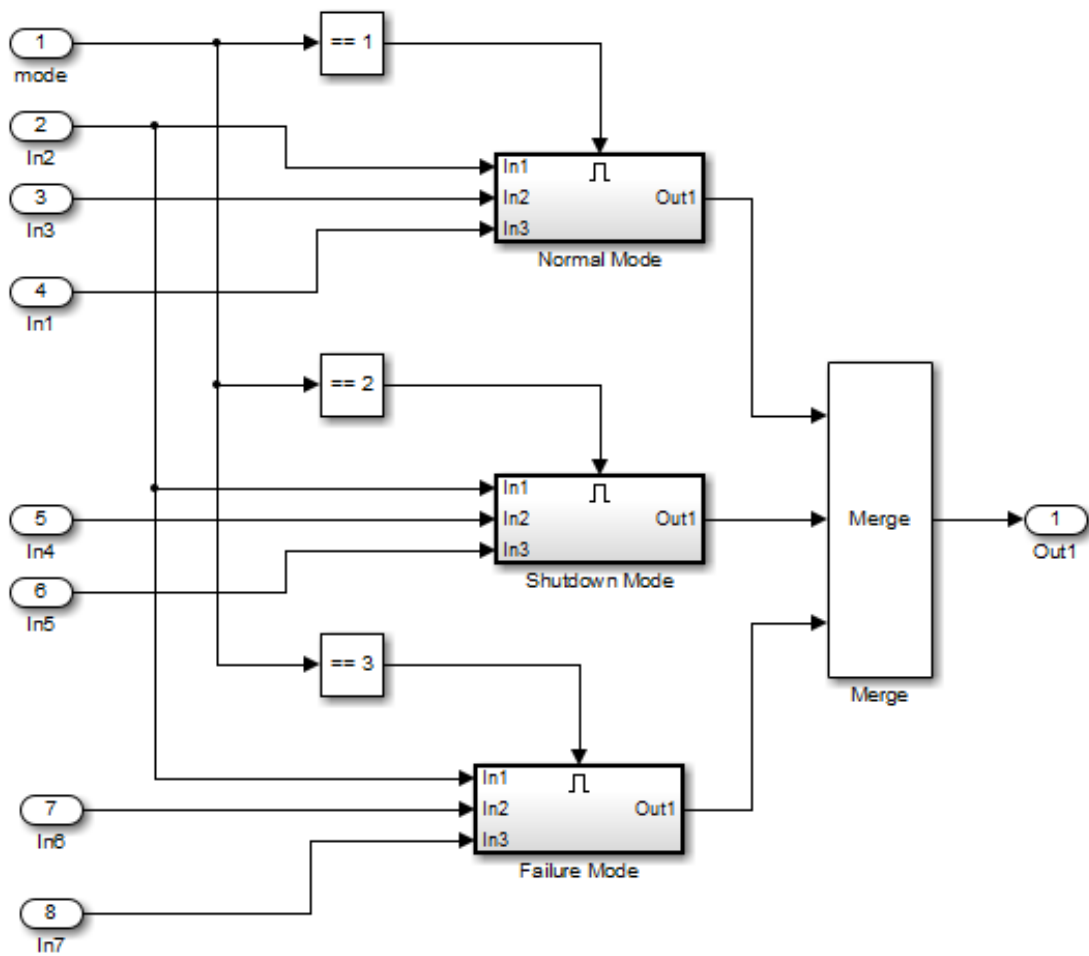 1
mode
== 1
2
In2
3
In3
4
In1
In1
In2
In3
Out1
Normal Mode
== 2
In1
In2
In3
Out1
Shutdown Mode
5
In4
6
In5
== 3
In1
In2
In3
Out1
Failure Mode
7
In6
8
In7
Merge
Merge
1
Out1